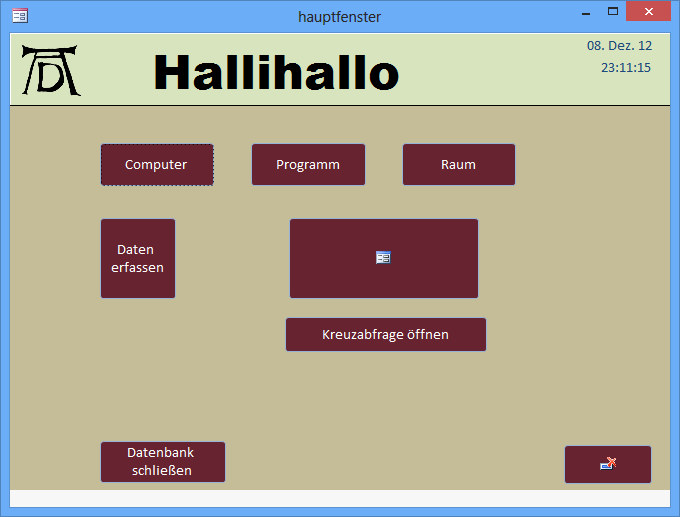 hauptfenster
08. Dez. 12
Hallihallo
23:11:15
Computer
Programm
Raum
Daten
erfassen
Kreuzabfrage öffnen
Datenbank
schließen